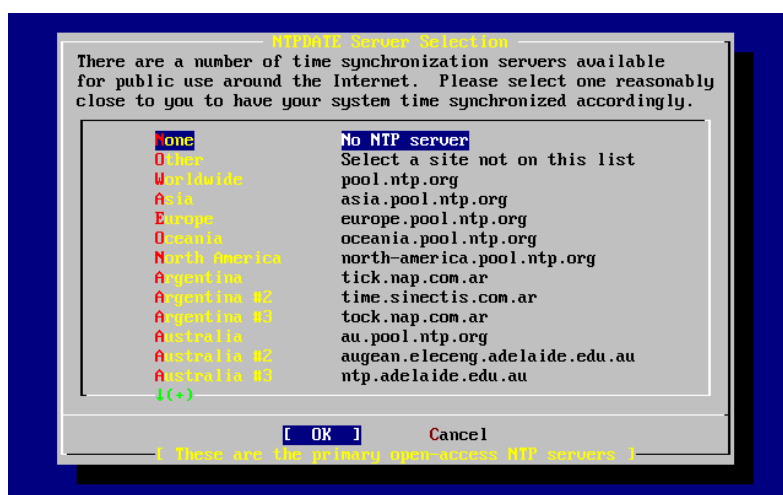 NTPDATE Server Selection
There are a number of time synchronization servers available
for public use around the Internet.  Please select one reasonably
close to you to have your system time synchronized accordingly.
None No NTP server
Other Select a site not on this list
Worldwide pool.ntp.org
Asia asia.pool.ntp.org
Europe europe.pool.ntp.org
Oceania oceania.pool.ntp.org
North America north-america.pool.ntp.org
Argentina tick.nap.com.ar
Argentina #2 time.sinectis.com.ar
Argentina #3 tock.nap.com.ar
Australia au.pool.ntp.org
Australia #2 augean.eleceng.adelaide.edu.au
Australia #3 ntp.adelaide.edu.au
↓(+)
[ OK ] Cancel
[ These are the primary open-access NTP servers ]